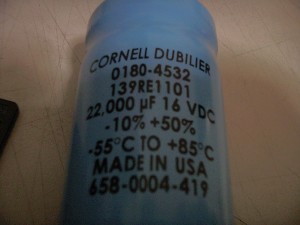 CORNELL DUBILIER
0180-4532
139RE1101
22,000 µF 16 VDC
-10% +50%
-55°C TO +85°C
MADE IN USA
658-0004-419